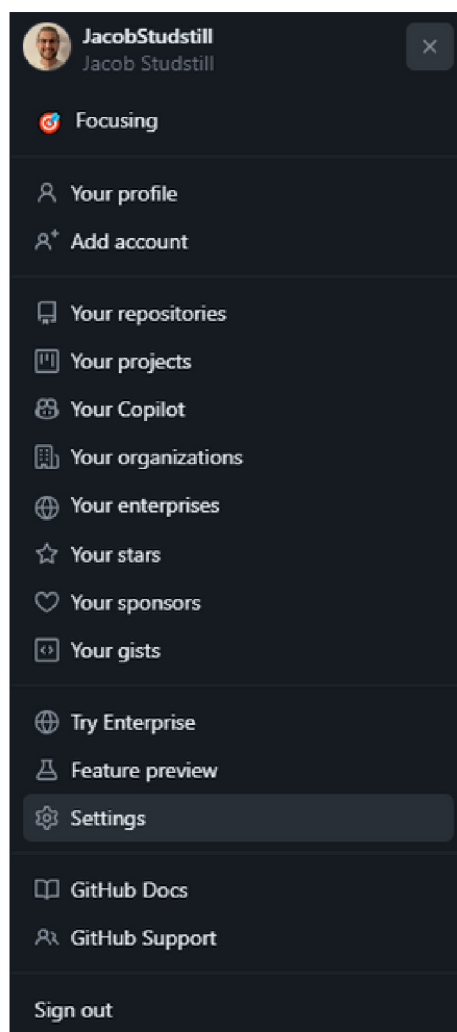 JacobStudstill
Jacob Studstill
Focusing
Your profile
Add account
Your repositories
Your projects
Your Copilot
Your organizations
Your enterprises
Your stars
Your sponsors
Your gists
Try Enterprise
Feature preview
Settings
GitHub Docs
GitHub Support
Sign out